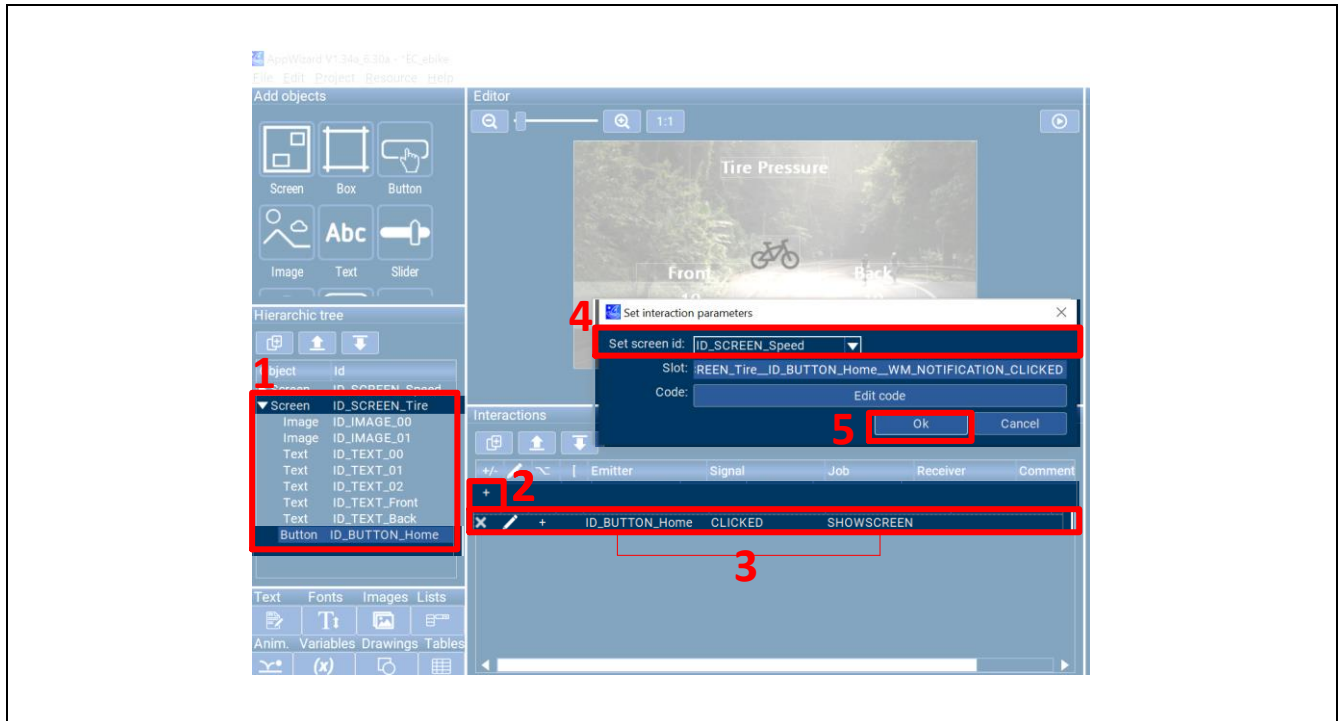 AppWizard V1.34a_6.30a - *EC_ebike
File Edit Project Resource Help
Add objects
Screen Box Button
Abc
Image Text Slider
Hierarchic tree
1
Object Id
Screen ID_SCREEN_Speed
Screen ID_SCREEN_Tire
Image ID_IMAGE_00
Image ID_IMAGE_01
Text ID_TEXT_00
Text ID_TEXT_01
Text ID_TEXT_02
Text ID_TEXT_Front
Text ID_TEXT_Back
Button ID_BUTTON_Home
Text Fonts Images Lists
Anim. Variables Drawings Tables
(x)
Editor
1:1
Tire Pressure
Front Back
4
Set interaction parameters
Set screen id: ID_SCREEN_Speed
Slot: REEN_Tire__ID_BUTTON_Home__WM_NOTIFICATION_CLICKED
Code: Edit code
5 Ok Cancel
Interactions
+/- Emitter Signal Job Receiver Comment
+ 2
+ ID_BUTTON_Home CLICKED SHOWSCREEN
3